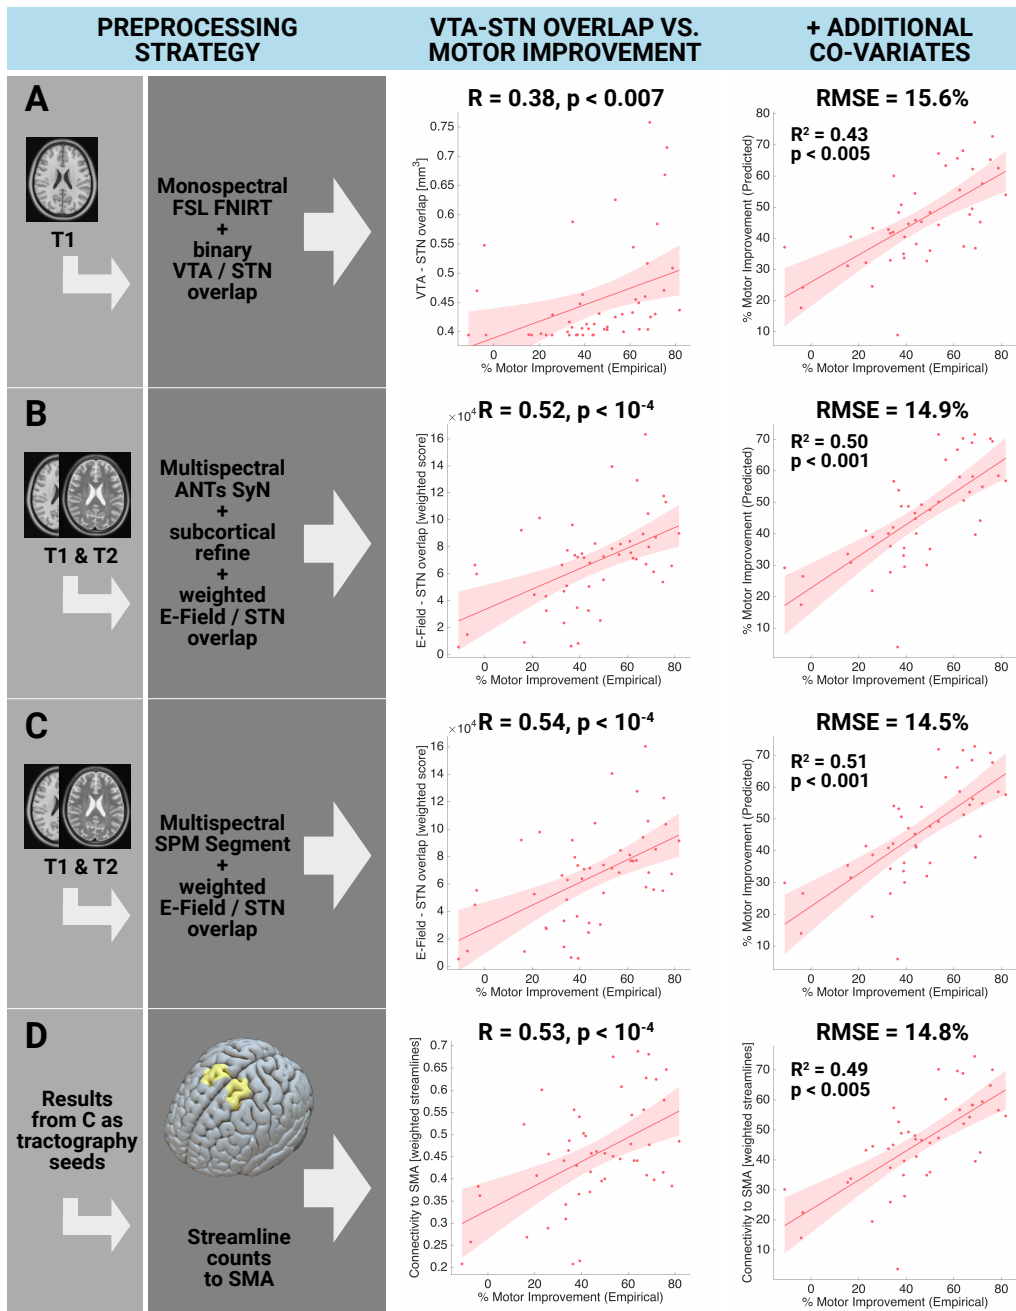 PREPROCESSING
STRATEGY
VTA-STN OVERLAP VS.
MOTOR IMPROVEMENT
+ ADDITIONAL
CO-VARIATES
A
T1
Monospectral
FSL FNIRT
+
binary
VTA / STN
overlap
R = 0.38, p < 0.007
VTA - STN overlap [mm³]
0.75
0.7
0.65
0.6
0.55
0.5
0.45
0.4
0 20 40 60 80
% Motor Improvement (Empirical)
RMSE = 15.6%
R² = 0.43
p < 0.005
% Motor Improvement (Predicted)
80
70
60
50
40
30
20
10
0 20 40 60 80
% Motor Improvement (Empirical)
B
T1 & T2
Multispectral
ANTs SyN
+
subcortical
refine
+
weighted
E-Field / STN
overlap
R = 0.52, p < 10⁻⁴
×10⁴
E-Field - STN overlap [weighted score]
16
14
12
10
8
6
4
2
0
0 20 40 60 80
% Motor Improvement (Empirical)
RMSE = 14.9%
R² = 0.50
p < 0.001
% Motor Improvement (Predicted)
70
60
50
40
30
20
10
0 20 40 60 80
% Motor Improvement (Empirical)
C
T1 & T2
Multispectral
SPM Segment
+
weighted
E-Field / STN
overlap
R = 0.54, p < 10⁻⁴
×10⁴
E-Field - STN overlap [weighted score]
16
14
12
10
8
6
4
2
0
0 20 40 60 80
% Motor Improvement (Empirical)
RMSE = 14.5%
R² = 0.51
p < 0.001
% Motor Improvement (Predicted)
70
60
50
40
30
20
10
0 20 40 60 80
% Motor Improvement (Empirical)
D
Results
from C as
tractography
seeds
Streamline
counts
to SMA
R = 0.53, p < 10⁻⁴
Connectivity to SMA [weighted streamlines]
0.7
0.65
0.6
0.55
0.5
0.45
0.4
0.35
0.3
0.25
0.2
0 20 40 60 80
% Motor Improvement (Empirical)
RMSE = 14.8%
R² = 0.49
p < 0.005
Connectivity to SMA [weighted streamlines]
70
60
50
40
30
20
10
0 20 40 60 80
% Motor Improvement (Empirical)